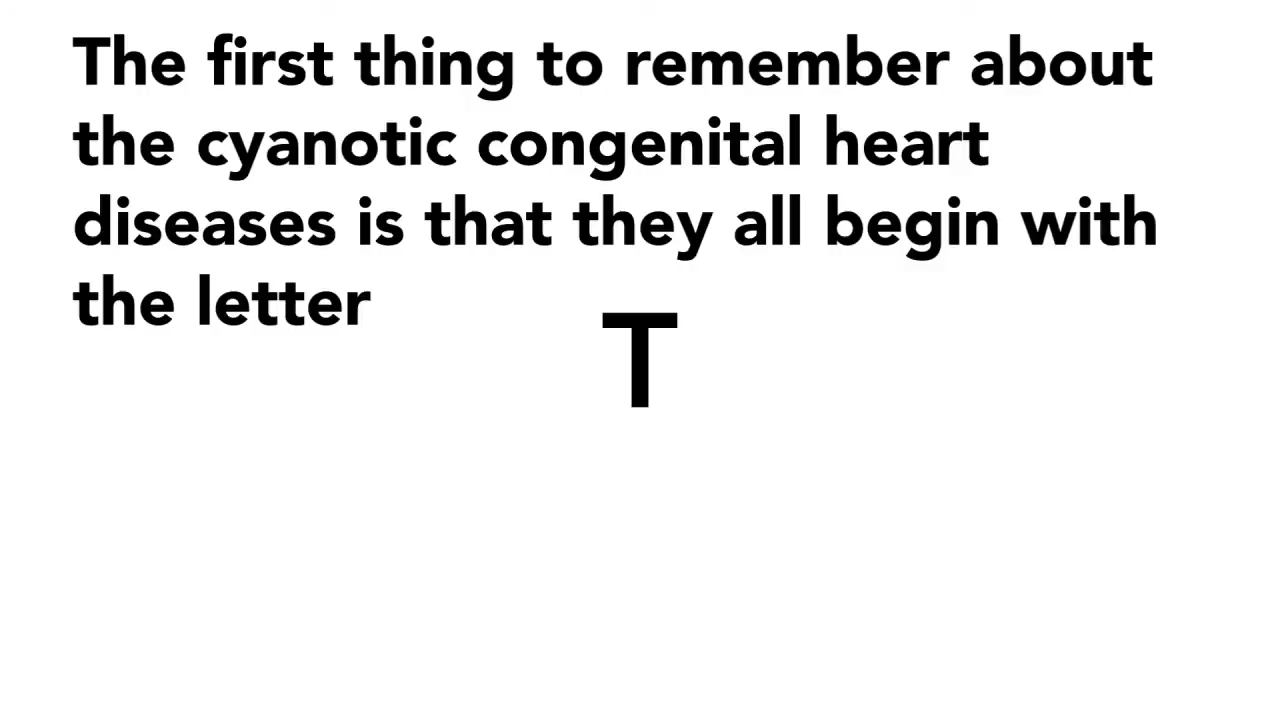 The first thing to remember about
the cyanotic congenital heart
diseases is that they all begin with
the letter
T